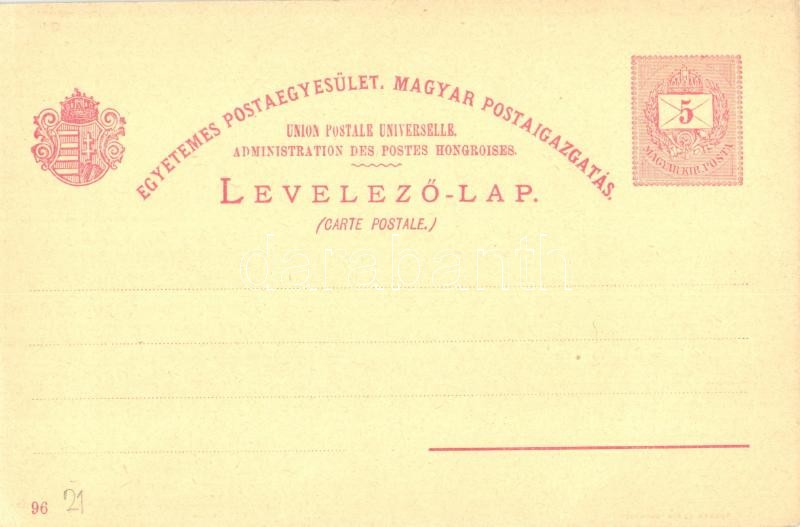 EGYETEMES POSTAEGYESÜLET. MAGYAR POSTAIGAZGATÁS.
5
MAGYAR KIR. POSTA
UNION POSTALE UNIVERSELLE.
ADMINISTRATION DES POSTES HONGROISES.
LEVELEZŐ-LAP.
(CARTE POSTALE.)
darabanth
96 21